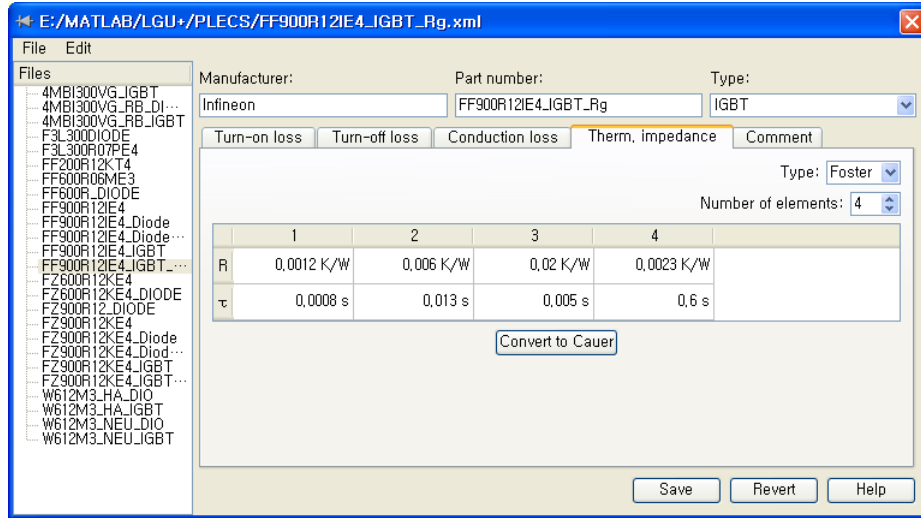 E:/MATLAB/LGU+/PLECS/FF900R12IE4_IGBT_Rg.xml
File Edit
Files
4MBI300VG_IGBT
4MBI300VG_RB_DI···
4MBI300VG_RB_IGBT
F3L300DIODE
F3L300R07PE4
FF200R12KT4
FF600R06ME3
FF600R_DIODE
FF900R12IE4
FF900R12IE4_Diode
FF900R12IE4_Diode···
FF900R12IE4_IGBT
FF900R12IE4_IGBT_···
FZ600R12KE4
FZ600R12KE4_DIODE
FZ900R12_DIODE
FZ900R12KE4
FZ900R12KE4_Diode
FZ900R12KE4_Diod···
FZ900R12KE4_IGBT
FZ900R12KE4_IGBT···
W612M3_HA_DIO
W612M3_HA_IGBT
W612M3_NEU_DIO
W612M3_NEU_IGBT
Manufacturer: Part number: Type:
Infineon FF900R12IE4_IGBT_Rg IGBT
Turn-on loss Turn-off loss Conduction loss Therm, impedance Comment
Type: Foster
Number of elements: 4
1 2 3 4
R 0,0012 K/W 0,006 K/W 0,02 K/W 0,0023 K/W
τ 0,0008 s 0,013 s 0,005 s 0,6 s
Convert to Cauer
Save Revert Help